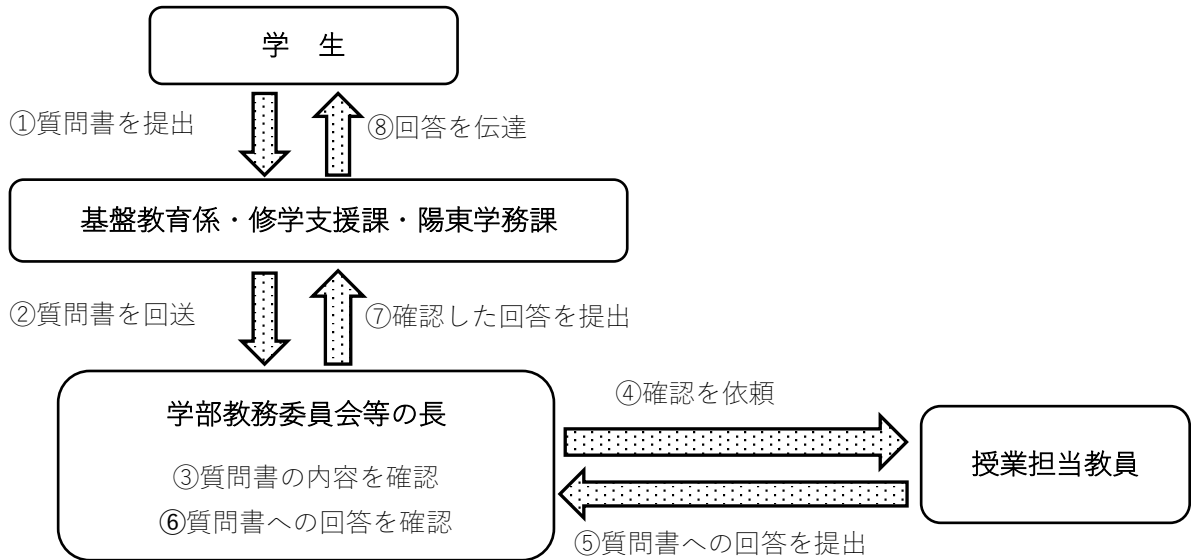 学　生
①質問書を提出
⑧回答を伝達
基盤教育係・修学支援課・陽東学務課
②質問書を回送
⑦確認した回答を提出
学部教務委員会等の長
③質問書の内容を確認
⑥質問書への回答を確認
④確認を依頼
授業担当教員
⑤質問書への回答を提出